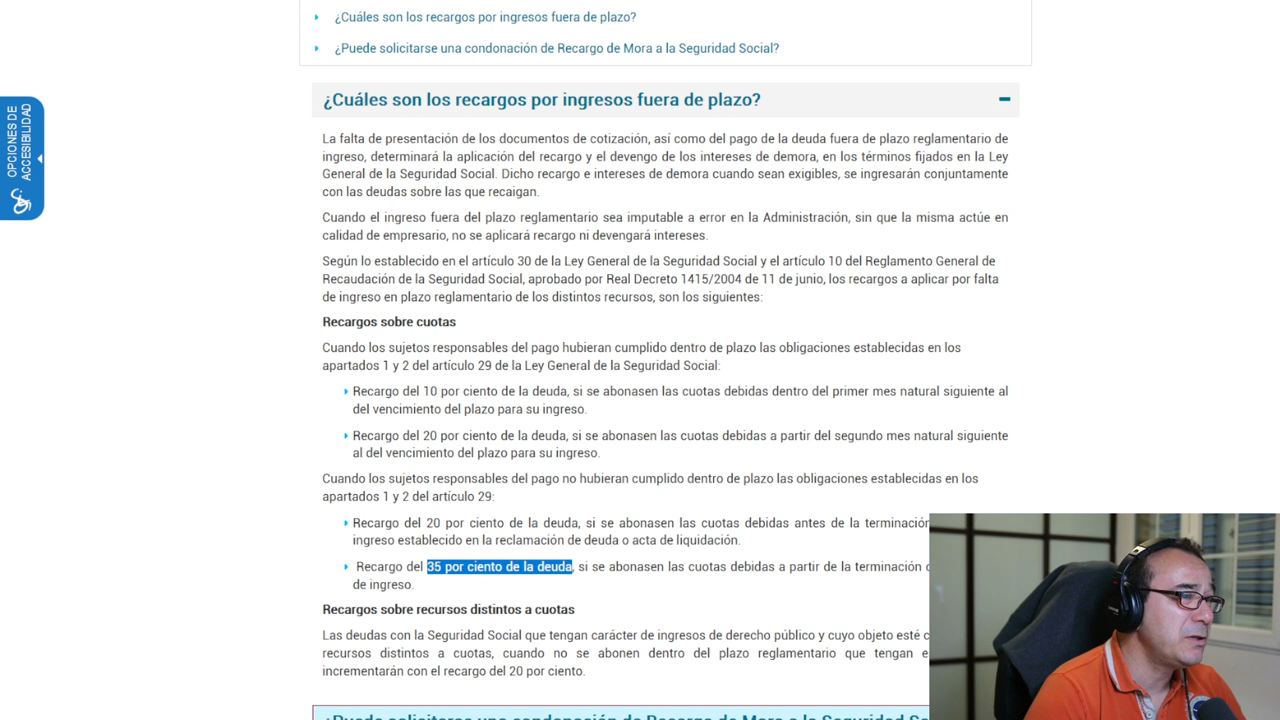 ¿Cuáles son los recargos por ingresos fuera de plazo?
¿Puede solicitarse una condonación de Recargo de Mora a la Seguridad Social?
OPCIONES DE
ACCESIBILIDAD
¿Cuáles son los recargos por ingresos fuera de plazo?
La falta de presentación de los documentos de cotización, así como del pago de la deuda fuera de plazo reglamentario de
ingreso, determinará la aplicación del recargo y el devengo de los intereses de demora, en los términos fijados en la Ley
General de la Seguridad Social. Dicho recargo e intereses de demora cuando sean exigibles, se ingresarán conjuntamente
con las deudas sobre las que recaigan.
Cuando el ingreso fuera del plazo reglamentario sea imputable a error en la Administración, sin que la misma actúe en
calidad de empresario, no se aplicará recargo ni devengará intereses.
Según lo establecido en el artículo 30 de la Ley General de la Seguridad Social y el artículo 10 del Reglamento General de
Recaudación de la Seguridad Social, aprobado por Real Decreto 1415/2004 de 11 de junio, los recargos a aplicar por falta
de ingreso en plazo reglamentario de los distintos recursos, son los siguientes:
Recargos sobre cuotas
Cuando los sujetos responsables del pago hubieran cumplido dentro de plazo las obligaciones establecidas en los
apartados 1 y 2 del artículo 29 de la Ley General de la Seguridad Social:
Recargo del 10 por ciento de la deuda, si se abonasen las cuotas debidas dentro del primer mes natural siguiente al
del vencimiento del plazo para su ingreso.
Recargo del 20 por ciento de la deuda, si se abonasen las cuotas debidas a partir del segundo mes natural siguiente
al del vencimiento del plazo para su ingreso.
Cuando los sujetos responsables del pago no hubieran cumplido dentro de plazo las obligaciones establecidas en los
apartados 1 y 2 del artículo 29:
Recargo del 20 por ciento de la deuda, si se abonasen las cuotas debidas antes de la terminación
ingreso establecido en la reclamación de deuda o acta de liquidación.
Recargo del 35 por ciento de la deuda, si se abonasen las cuotas debidas a partir de la terminación
de ingreso.
Recargos sobre recursos distintos a cuotas
Las deudas con la Seguridad Social que tengan carácter de ingresos de derecho público y cuyo objeto esté
recursos distintos a cuotas, cuando no se abonen dentro del plazo reglamentario que tengan
incrementarán con el recargo del 20 por ciento.
¿Puede solicitarse una condonación de Recargo de Mora a la Seguridad